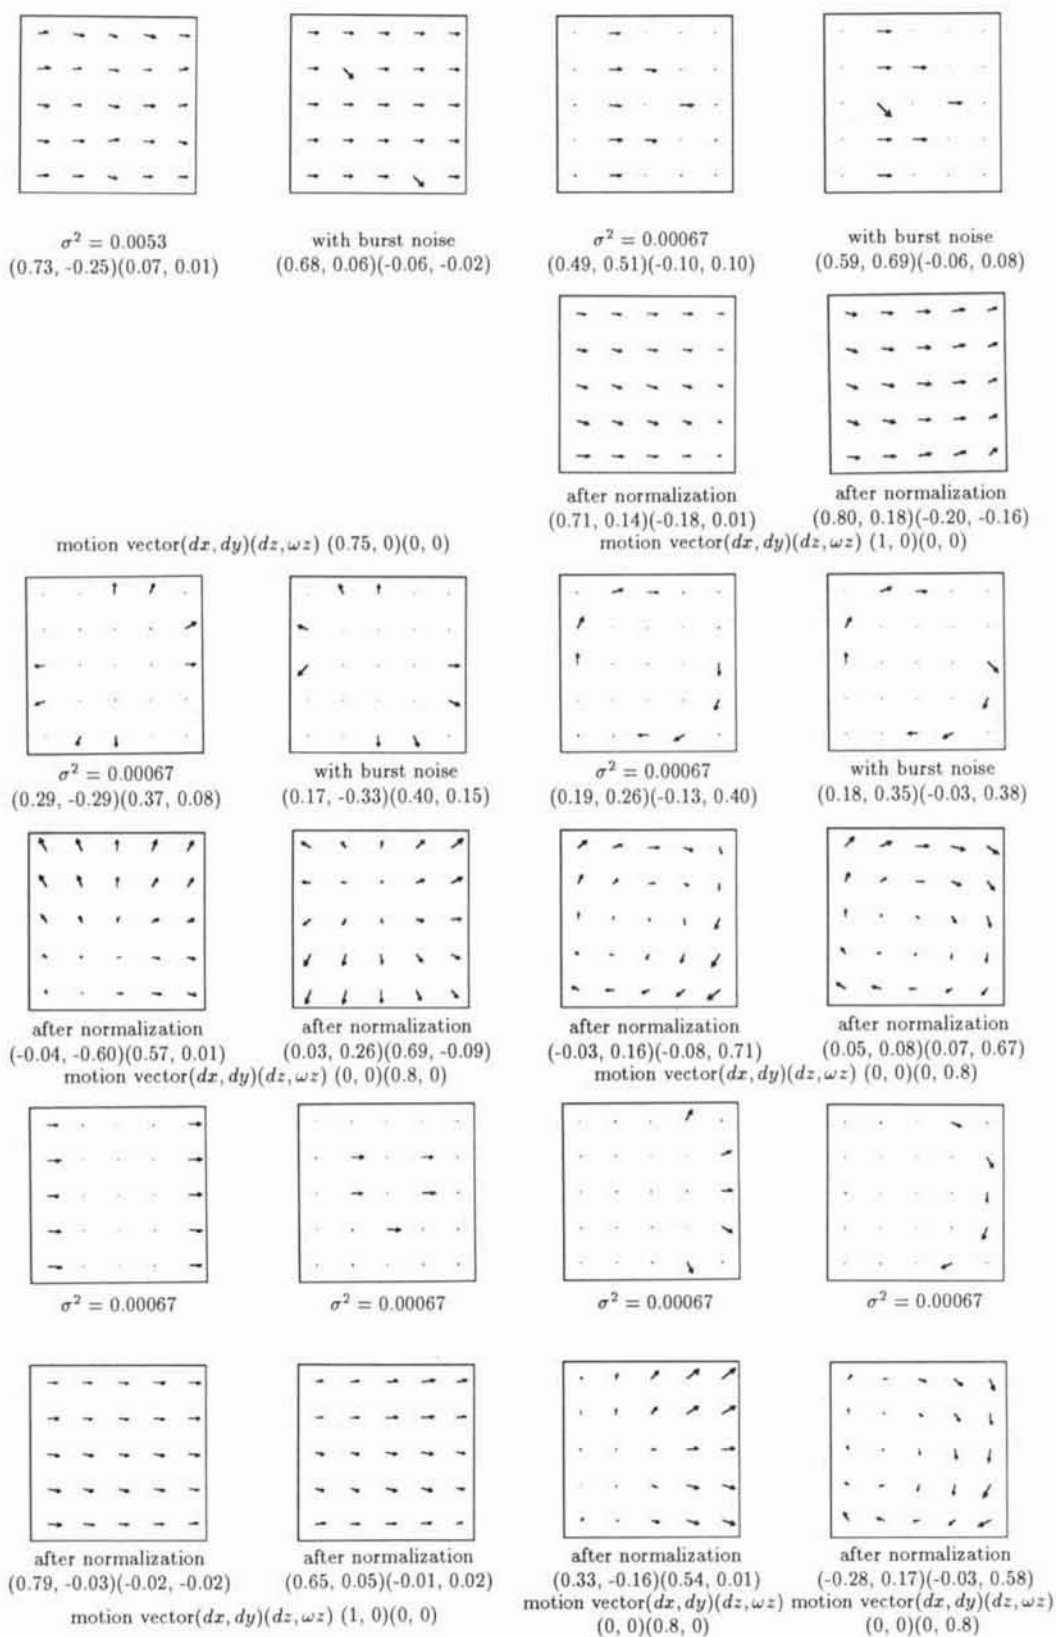 σ² = 0.0053 with burst noise σ² = 0.00067 with burst noise
(0.73, -0.25)(0.07, 0.01) (0.68, 0.06)(-0.06, -0.02) (0.49, 0.51)(-0.10, 0.10) (0.59, 0.69)(-0.06, 0.08)
after normalization after normalization
(0.71, 0.14)(-0.18, 0.01) (0.80, 0.18)(-0.20, -0.16)
motion vector(dx, dy)(dz, ωz) (0.75, 0)(0, 0) motion vector(dx, dy)(dz, ωz) (1, 0)(0, 0)
σ² = 0.00067 with burst noise σ² = 0.00067 with burst noise
(0.29, -0.29)(0.37, 0.08) (0.17, -0.33)(0.40, 0.15) (0.19, 0.26)(-0.13, 0.40) (0.18, 0.35)(-0.03, 0.38)
after normalization after normalization after normalization after normalization
(-0.04, -0.60)(0.57, 0.01) (0.03, 0.26)(0.69, -0.09) (-0.03, 0.16)(-0.08, 0.71) (0.05, 0.08)(0.07, 0.67)
motion vector(dx, dy)(dz, ωz) (0, 0)(0.8, 0) motion vector(dx, dy)(dz, ωz) (0, 0)(0, 0.8)
σ² = 0.00067 σ² = 0.00067 σ² = 0.00067 σ² = 0.00067
after normalization after normalization after normalization after normalization
(0.79, -0.03)(-0.02, -0.02) (0.65, 0.05)(-0.01, 0.02) (0.33, -0.16)(0.54, 0.01) (-0.28, 0.17)(-0.03, 0.58)
motion vector(dx, dy)(dz, ωz) (1, 0)(0, 0) motion vector(dx, dy)(dz, ωz) motion vector(dx, dy)(dz, ωz)
(0, 0)(0.8, 0) (0, 0)(0, 0.8)